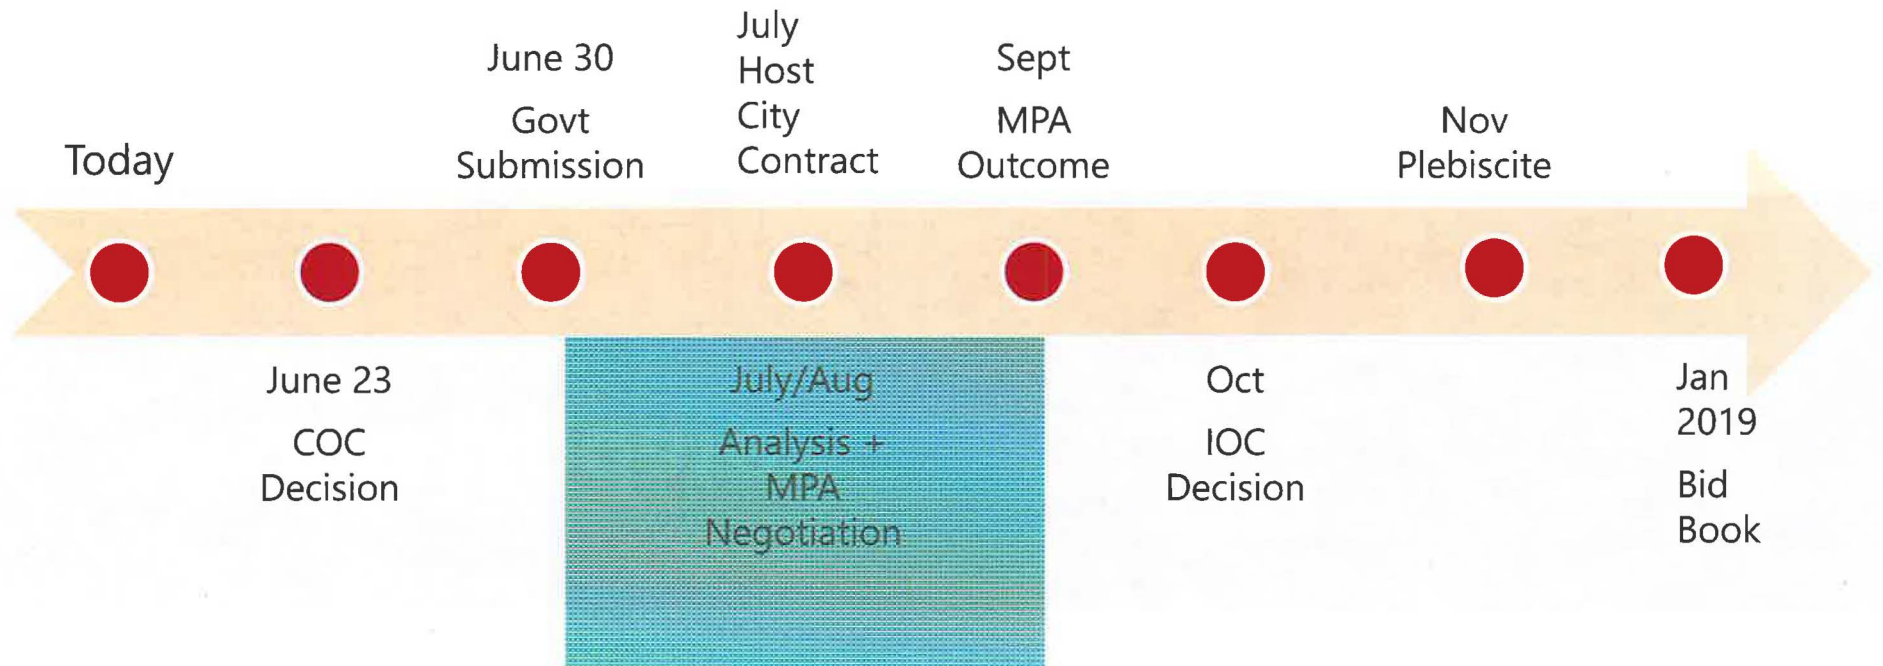 Today
June 30
Govt
Submission
July
Host
City
Contract
Sept
MPA
Outcome
Nov
Plebiscite
June 23
COC
Decision
July/Aug
Analysis +
MPA
Negotiation
Oct
IOC
Decision
Jan
2019
Bid
Book